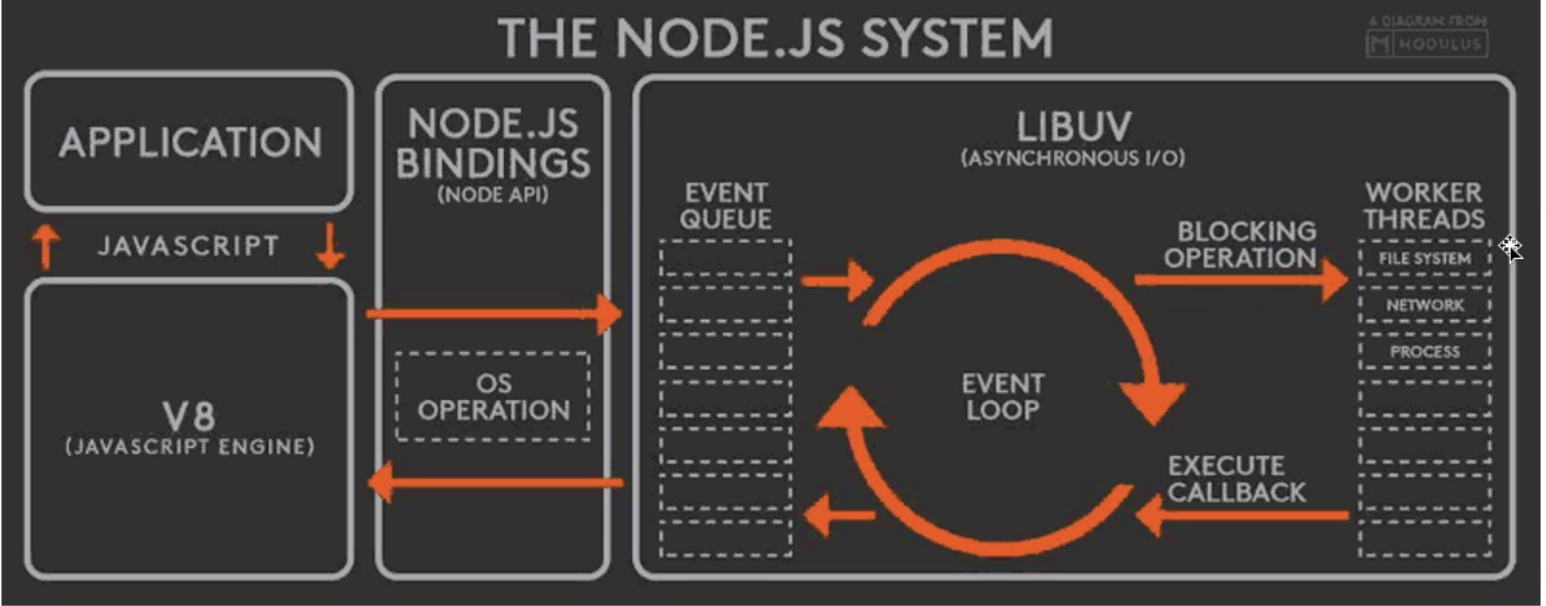 THE NODE.JS SYSTEM
A DIAGRAM FROM
MODULUS
APPLICATION
JAVASCRIPT
V8
(JAVASCRIPT ENGINE)
NODE.JS
BINDINGS
(NODE API)
OS
OPERATION
LIBUV
(ASYNCHRONOUS I/O)
EVENT
QUEUE
EVENT
LOOP
BLOCKING
OPERATION
EXECUTE
CALLBACK
WORKER
THREADS
FILE SYSTEM
NETWORK
PROCESS